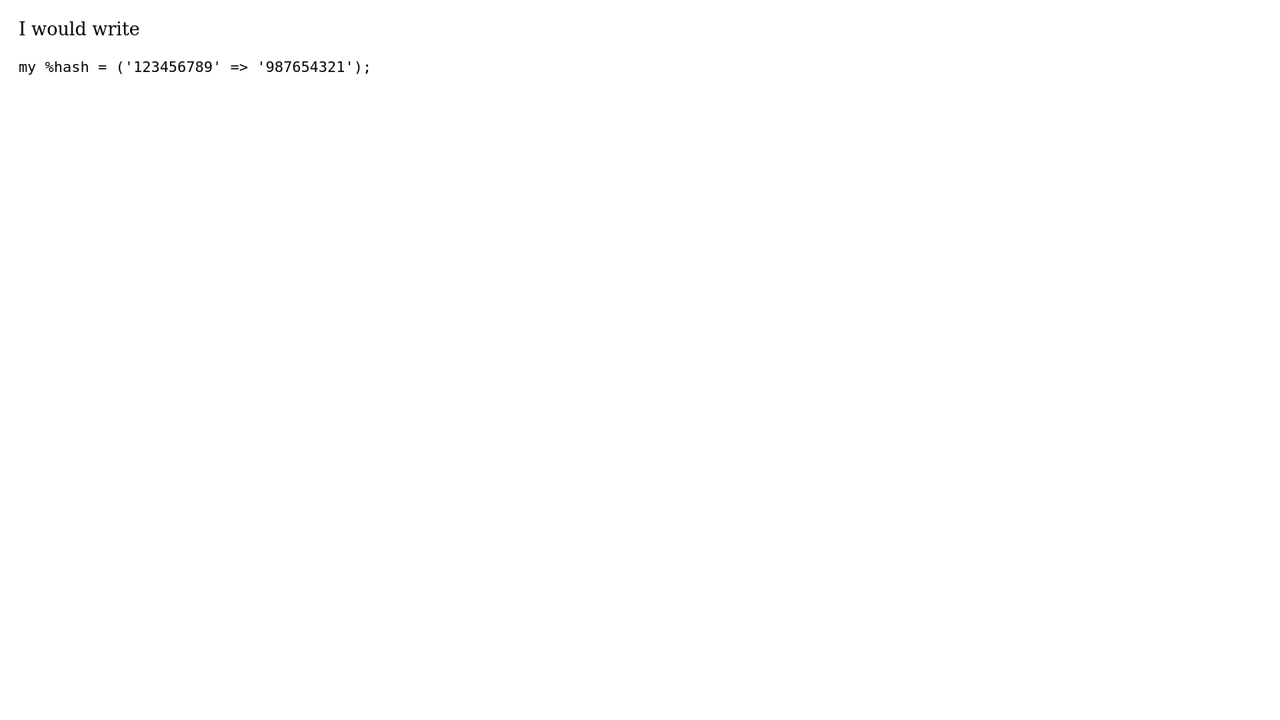 I would write
my %hash = ('123456789' => '987654321');